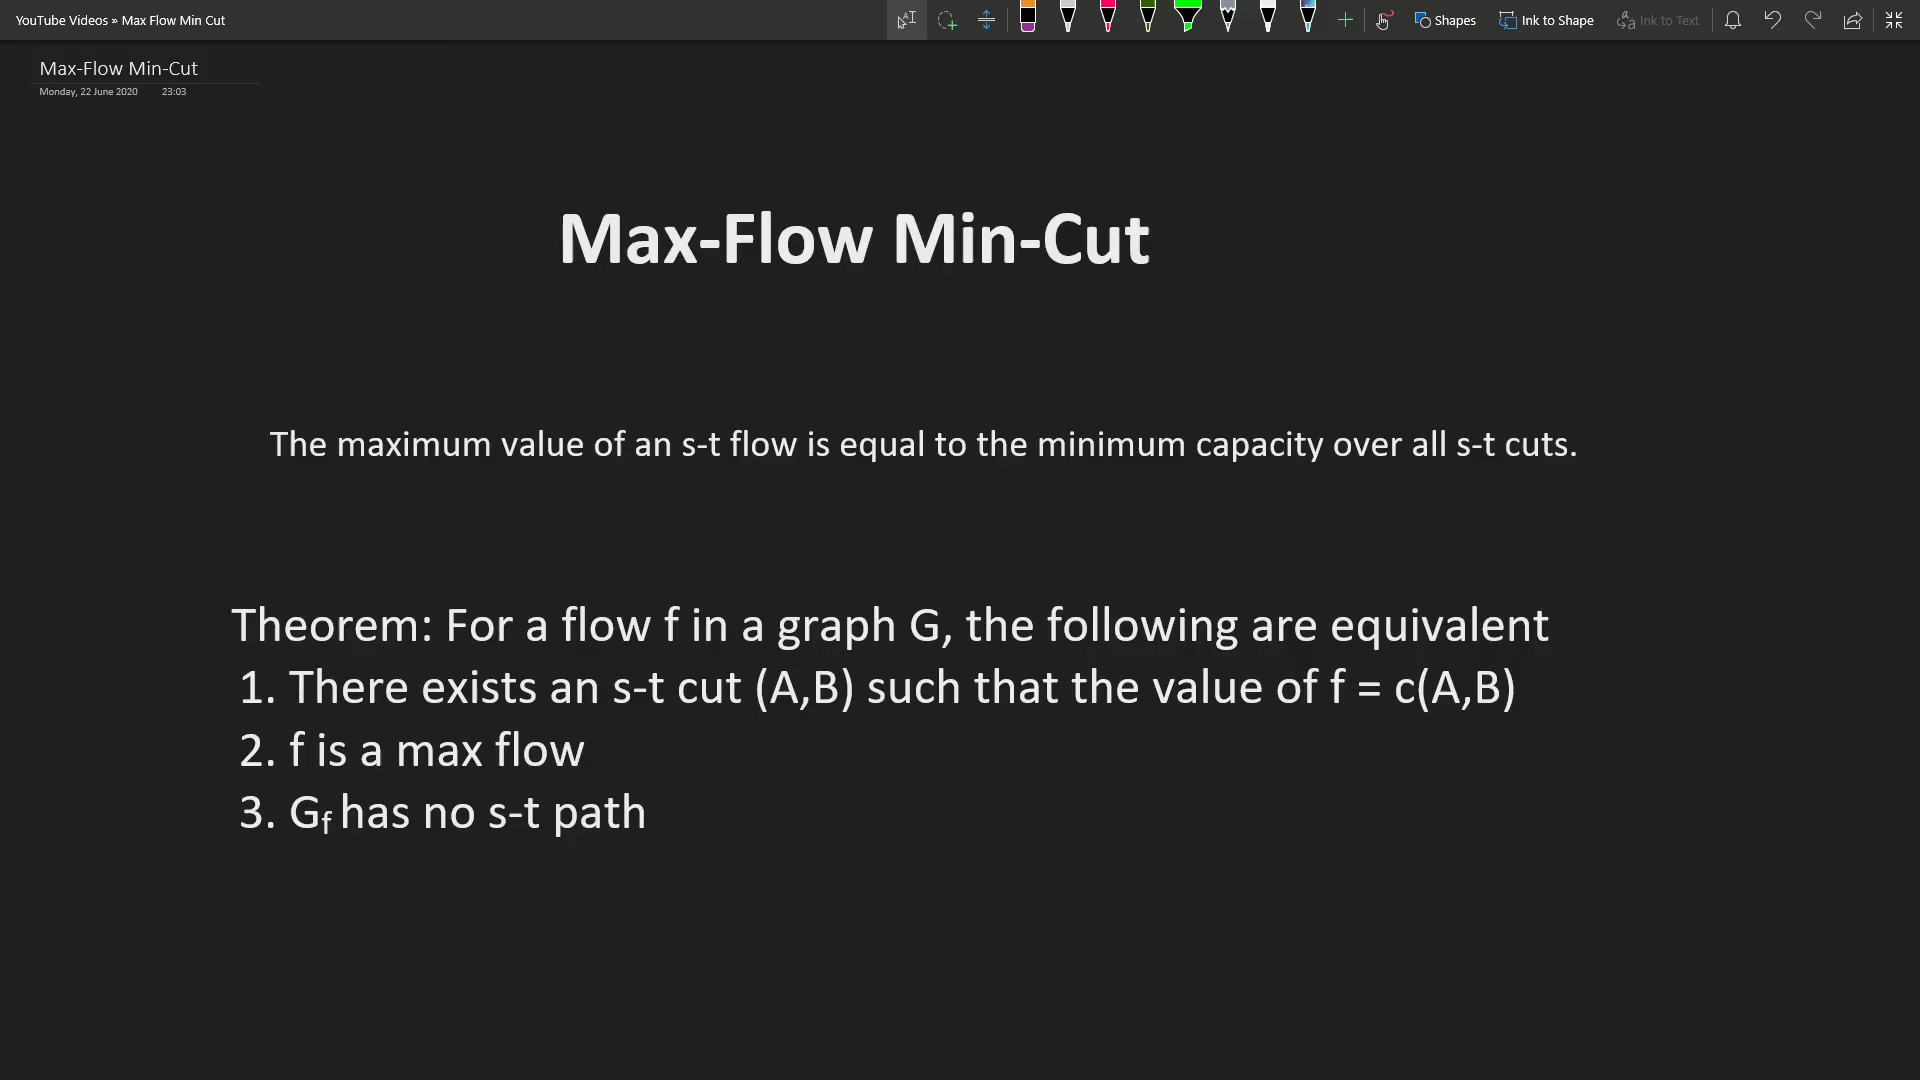 YouTube Videos » Max Flow Min Cut
Shapes
Ink to Shape
Ink to Text
Max-Flow Min-Cut
Monday, 22 June 2020 23:03
Max-Flow Min-Cut
The maximum value of an s-t flow is equal to the minimum capacity over all s-t cuts.
Theorem: For a flow f in a graph G, the following are equivalent
1. There exists an s-t cut (A,B) such that the value of f = c(A,B)
2. f is a max flow
3. Gf has no s-t path